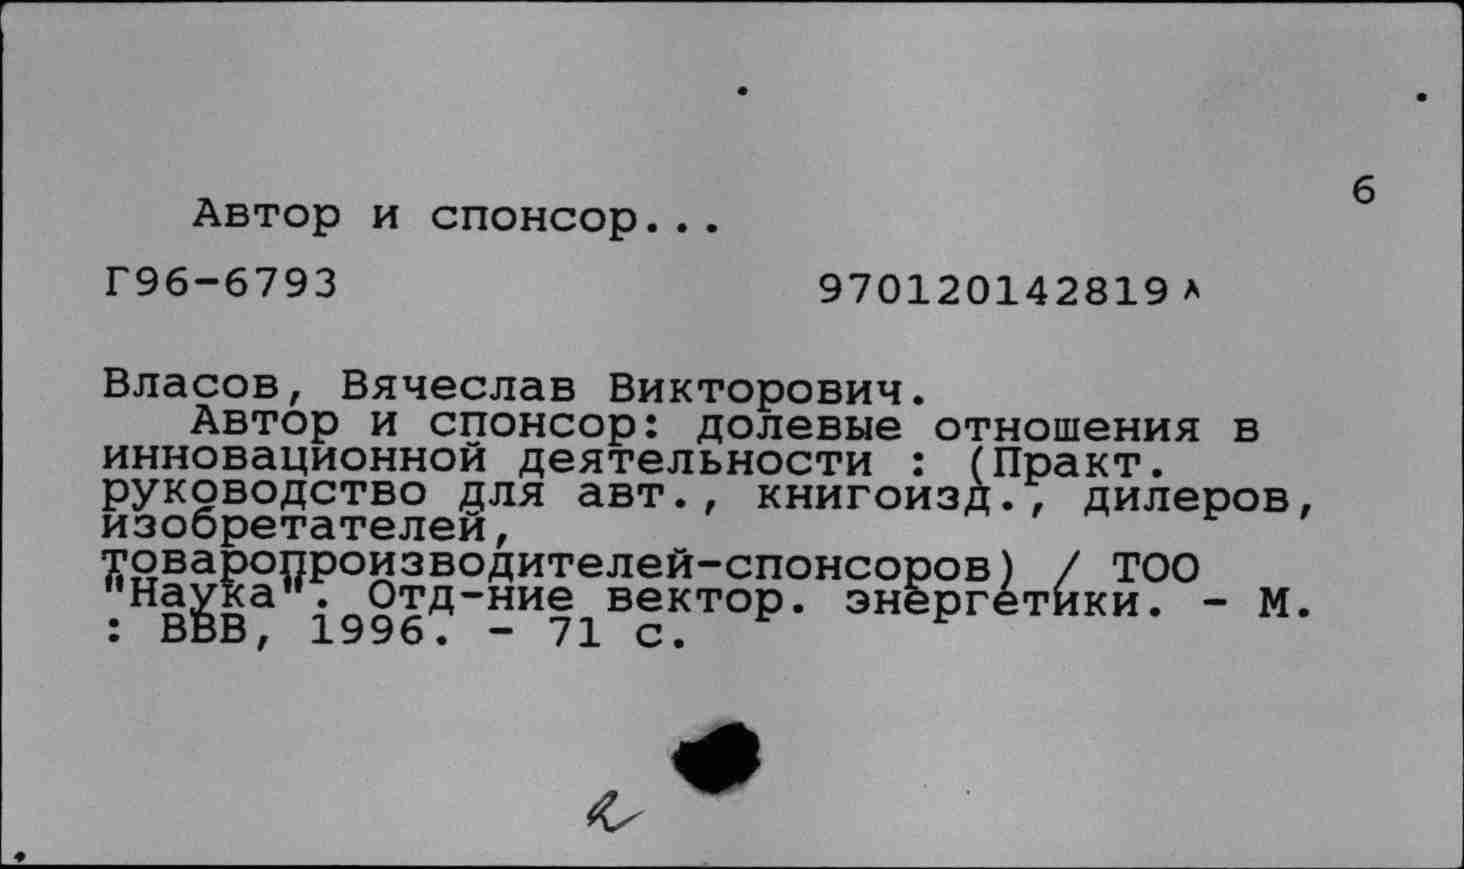 6
Автор и спонсор...
Г96-6793 970120142819 л
Власов, Вячеслав Викторович.
Автор и спонсор: долевые отношения в
инновационной деятельности : (Практ.
руководство для авт., книгоизд., дилеров,
изобретателей,
товаропроизводителей-спонсоров) / ТОО
"Наука". Отд-ние вектор. энергетики. - М.
: ВВВ, 1996. - 71 с.